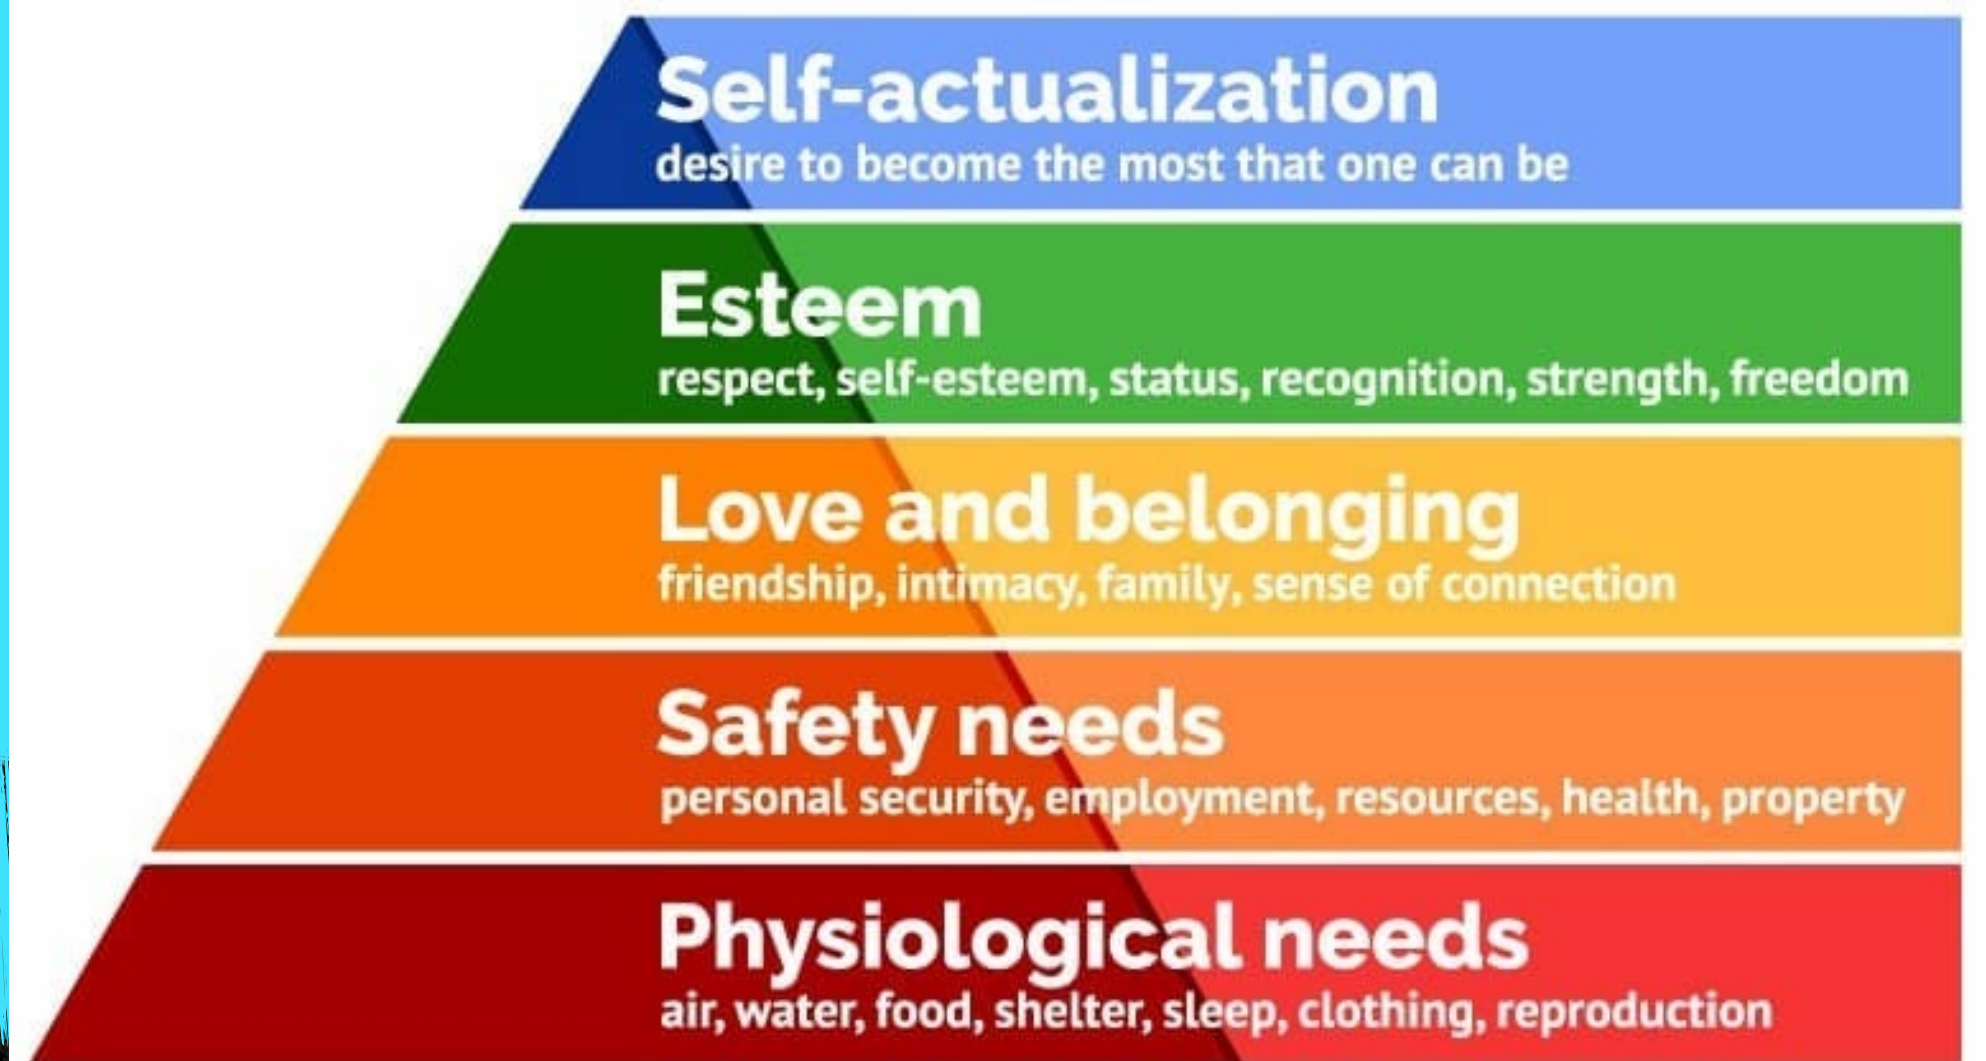 Self-actualization
desire to become the most that one can be
Esteem
respect, self-esteem, status, recognition, strength, freedom
Love and belonging
friendship, intimacy, family, sense of connection
Safety needs
personal security, employment, resources, health, property
Physiological needs
air, water, food, shelter, sleep, clothing, reproduction